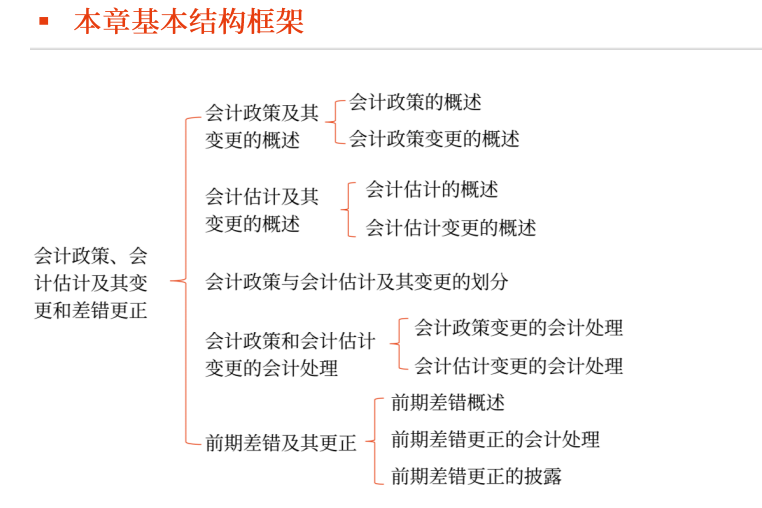 本章基本结构框架
会计政策、会
计估计及其变
更和差错更正
会计政策及其
变更的概述
会计政策的概述
会计政策变更的概述
会计估计及其
变更的概述
会计估计的概述
会计估计变更的概述
会计政策与会计估计及其变更的划分
会计政策和会计估计
变更的会计处理
会计政策变更的会计处理
会计估计变更的会计处理
前期差错及其更正
前期差错概述
前期差错更正的会计处理
前期差错更正的披露